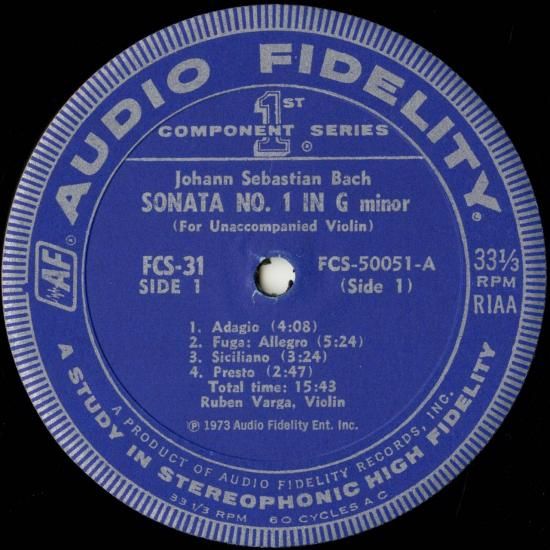 AUDIO FIDELITY®
1ST
COMPONENT SERIES
®
Johann Sebastian Bach
SONATA NO. 1 IN G minor
(For Unaccompanied Violin)
AF®
FCS-31
SIDE 1
FCS-50051-A
(Side 1)
33 1/3
RPM
RIAA
1. Adagio (4:08)
2. Fuga: Allegro (5:24)
3. Siciliano (3:24)
4. Presto (2:47)
Total time: 15:43
Ruben Varga, Violin
℗ 1973 Audio Fidelity Ent. Inc.
A PRODUCT OF AUDIO FIDELITY RECORDS, INC.
A STUDY IN STEREOPHONIC HIGH FIDELITY
33 1/3 RPM 60 CYCLES A C